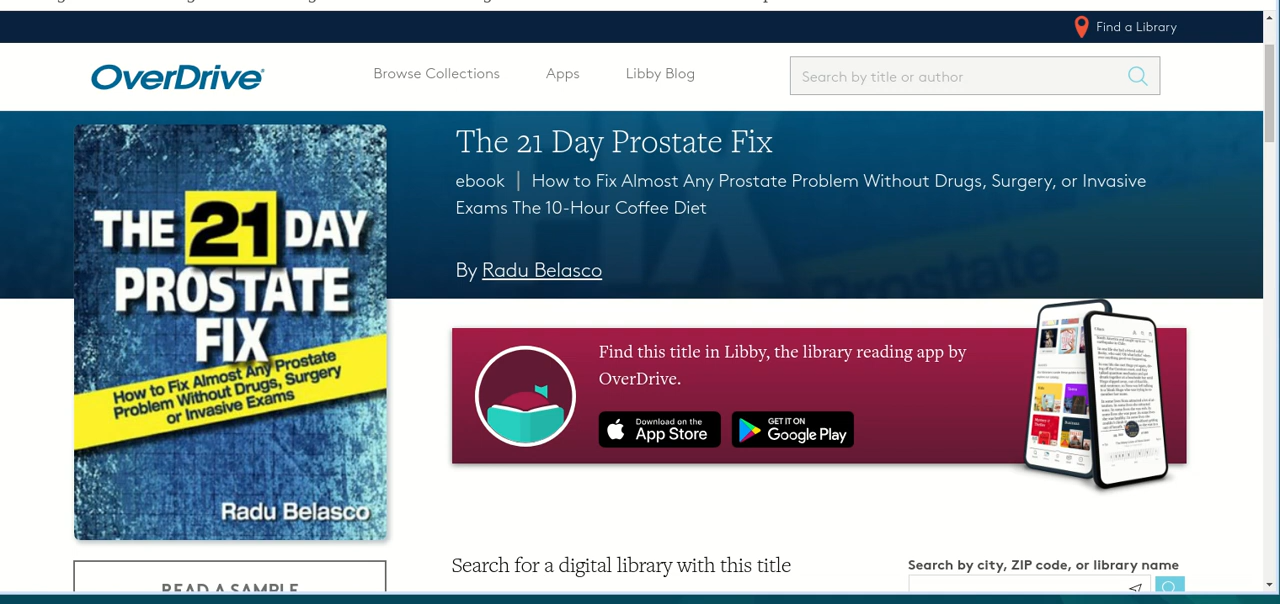 Find a Library
OverDrive
Browse Collections
Apps
Libby Blog
Search by title or author
THE 21 DAY
PROSTATE
FIX
How to Fix Almost Any Prostate
Problem Without Drugs, Surgery
or Invasive Exams
Radu Belasco
The 21 Day Prostate Fix
ebook | How to Fix Almost Any Prostate Problem Without Drugs, Surgery, or Invasive
Exams The 10-Hour Coffee Diet
By Radu Belasco
Find this title in Libby, the library reading app by
OverDrive.
Download on the
App Store
GET IT ON
Google Play
READ A SAMPLE
Search for a digital library with this title
Search by city, ZIP code, or library name